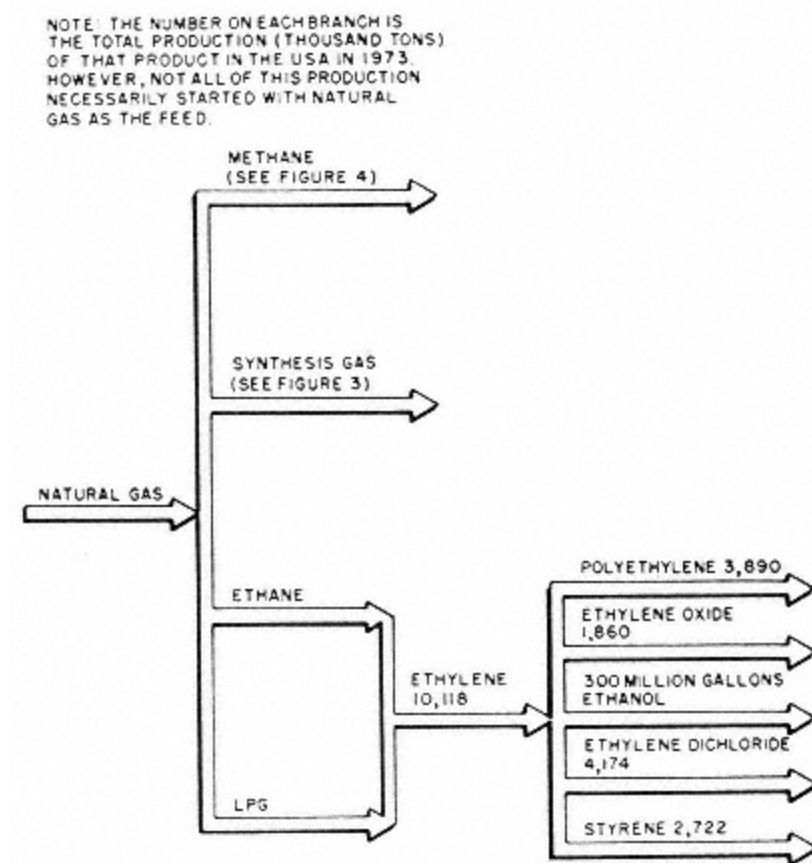 NOTE: THE NUMBER ON EACH BRANCH IS
THE TOTAL PRODUCTION (THOUSAND TONS)
OF THAT PRODUCT IN THE USA IN 1973.
HOWEVER, NOT ALL OF THIS PRODUCTION
NECESSARILY STARTED WITH NATURAL
GAS AS THE FEED.
METHANE
(SEE FIGURE 4)
SYNTHESIS GAS
(SEE FIGURE 3)
NATURAL GAS
ETHANE
LPG
ETHYLENE
10,118
POLYETHYLENE 3,890
ETHYLENE OXIDE
1,860
300 MILLION GALLONS
ETHANOL
ETHYLENE DICHLORIDE
4,174
STYRENE 2,722